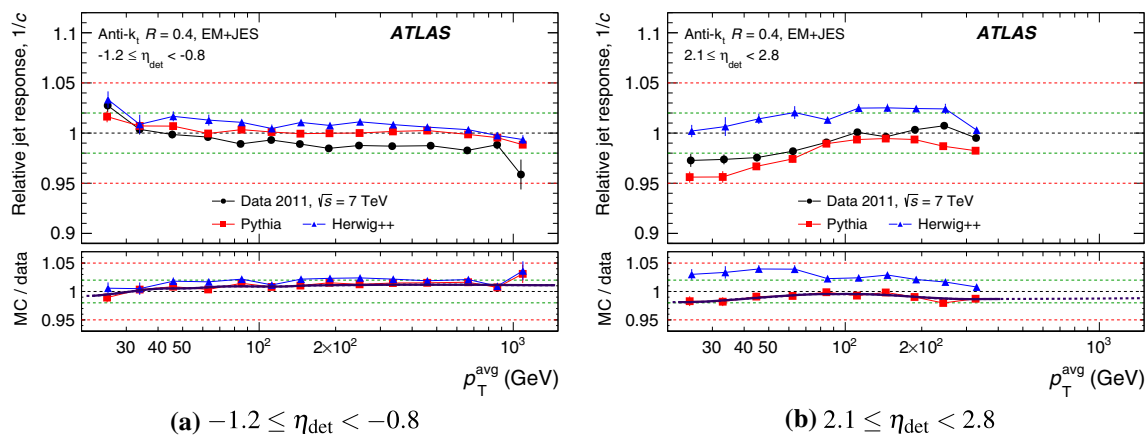 Relative jet response, 1/c
1.1
1.05
1
0.95
0.9
Anti-kt R = 0.4, EM+JES
-1.2 ≤ ηdet < -0.8
ATLAS
Data 2011, √s = 7 TeV
Pythia
Herwig++
MC / data
1.05
1
0.95
30
40 50
10²
2×10²
10³
pTavg (GeV)
(a) −1.2 ≤ ηdet < −0.8
Relative jet response, 1/c
1.1
1.05
1
0.95
0.9
Anti-kt R = 0.4, EM+JES
2.1 ≤ ηdet < 2.8
ATLAS
Data 2011, √s = 7 TeV
Pythia
Herwig++
MC / data
1.05
1
0.95
30
40 50
10²
2×10²
10³
pTavg (GeV)
(b) 2.1 ≤ ηdet < 2.8